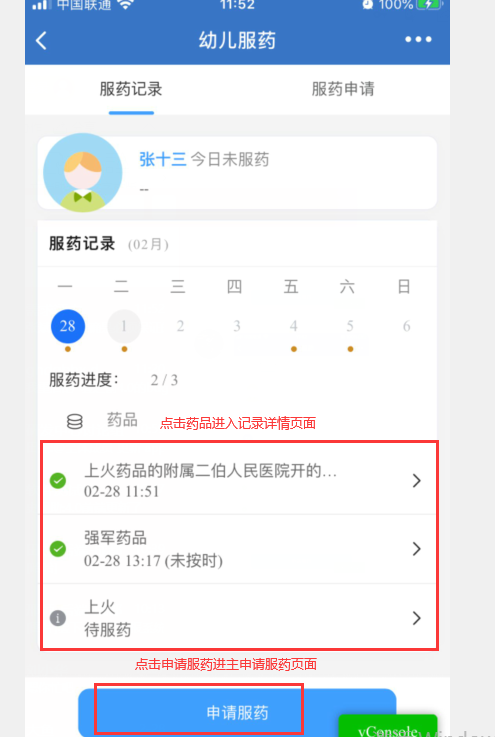 中国联通 11:52 100%
幼儿服药
服药记录 服药申请
张十三 今日未服药
--
服药记录 (02月)
一 二 三 四 五 六 日
28 1 2 3 4 5 6
服药进度: 2 / 3
药品 点击药品进入记录详情页面
上火药品的附属二伯人民医院开的...
02-28 11:51
强军药品
02-28 13:17 (未按时)
上火
待服药
点击申请服药进主申请服药页面
申请服药
vConsole
Window